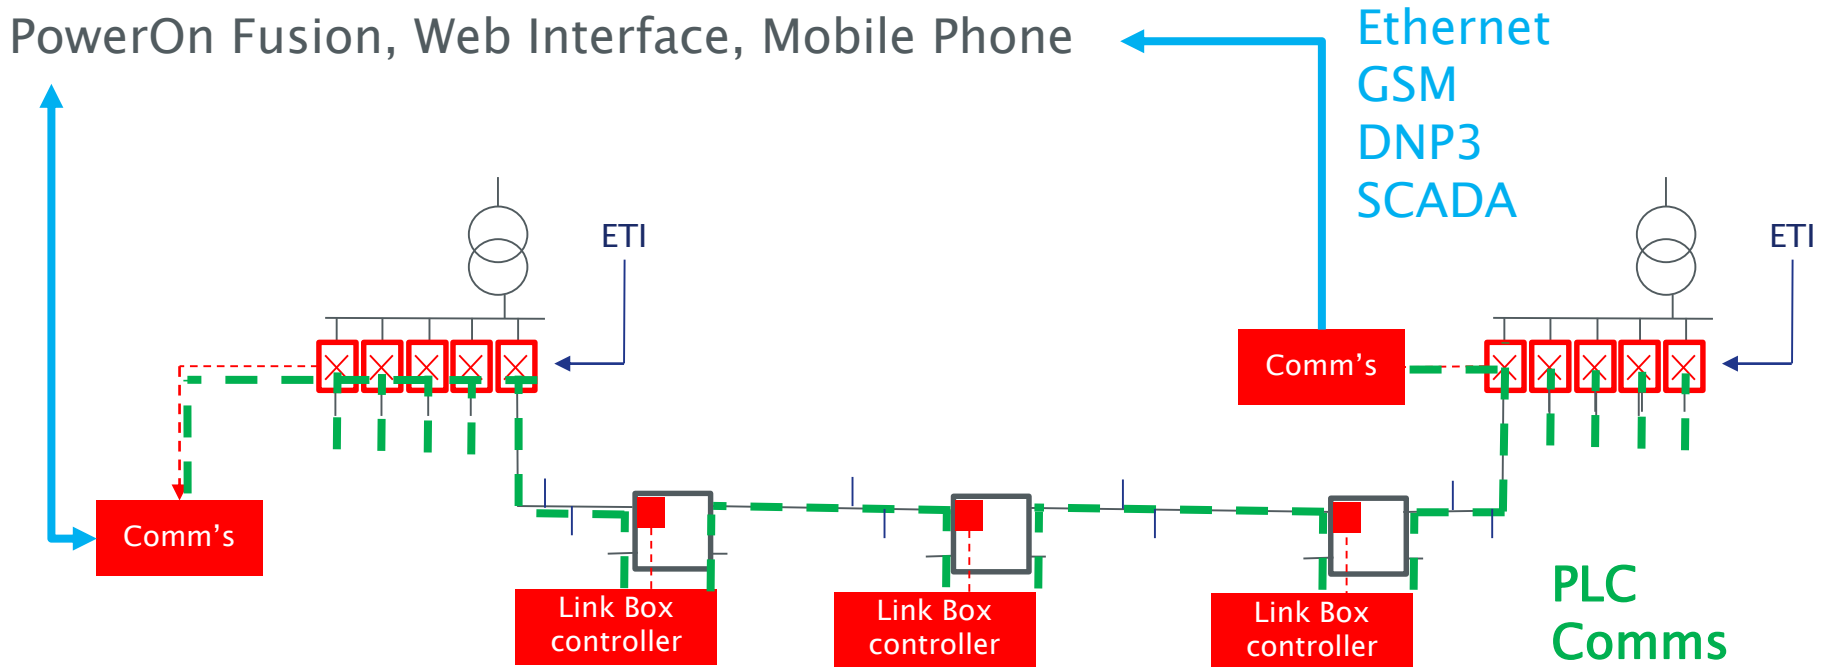 PowerOn Fusion, Web Interface, Mobile Phone
Ethernet
GSM
DNP3
SCADA
ETI
ETI
Comm's
Comm's
Link Box
controller
Link Box
controller
Link Box
controller
PLC
Comms